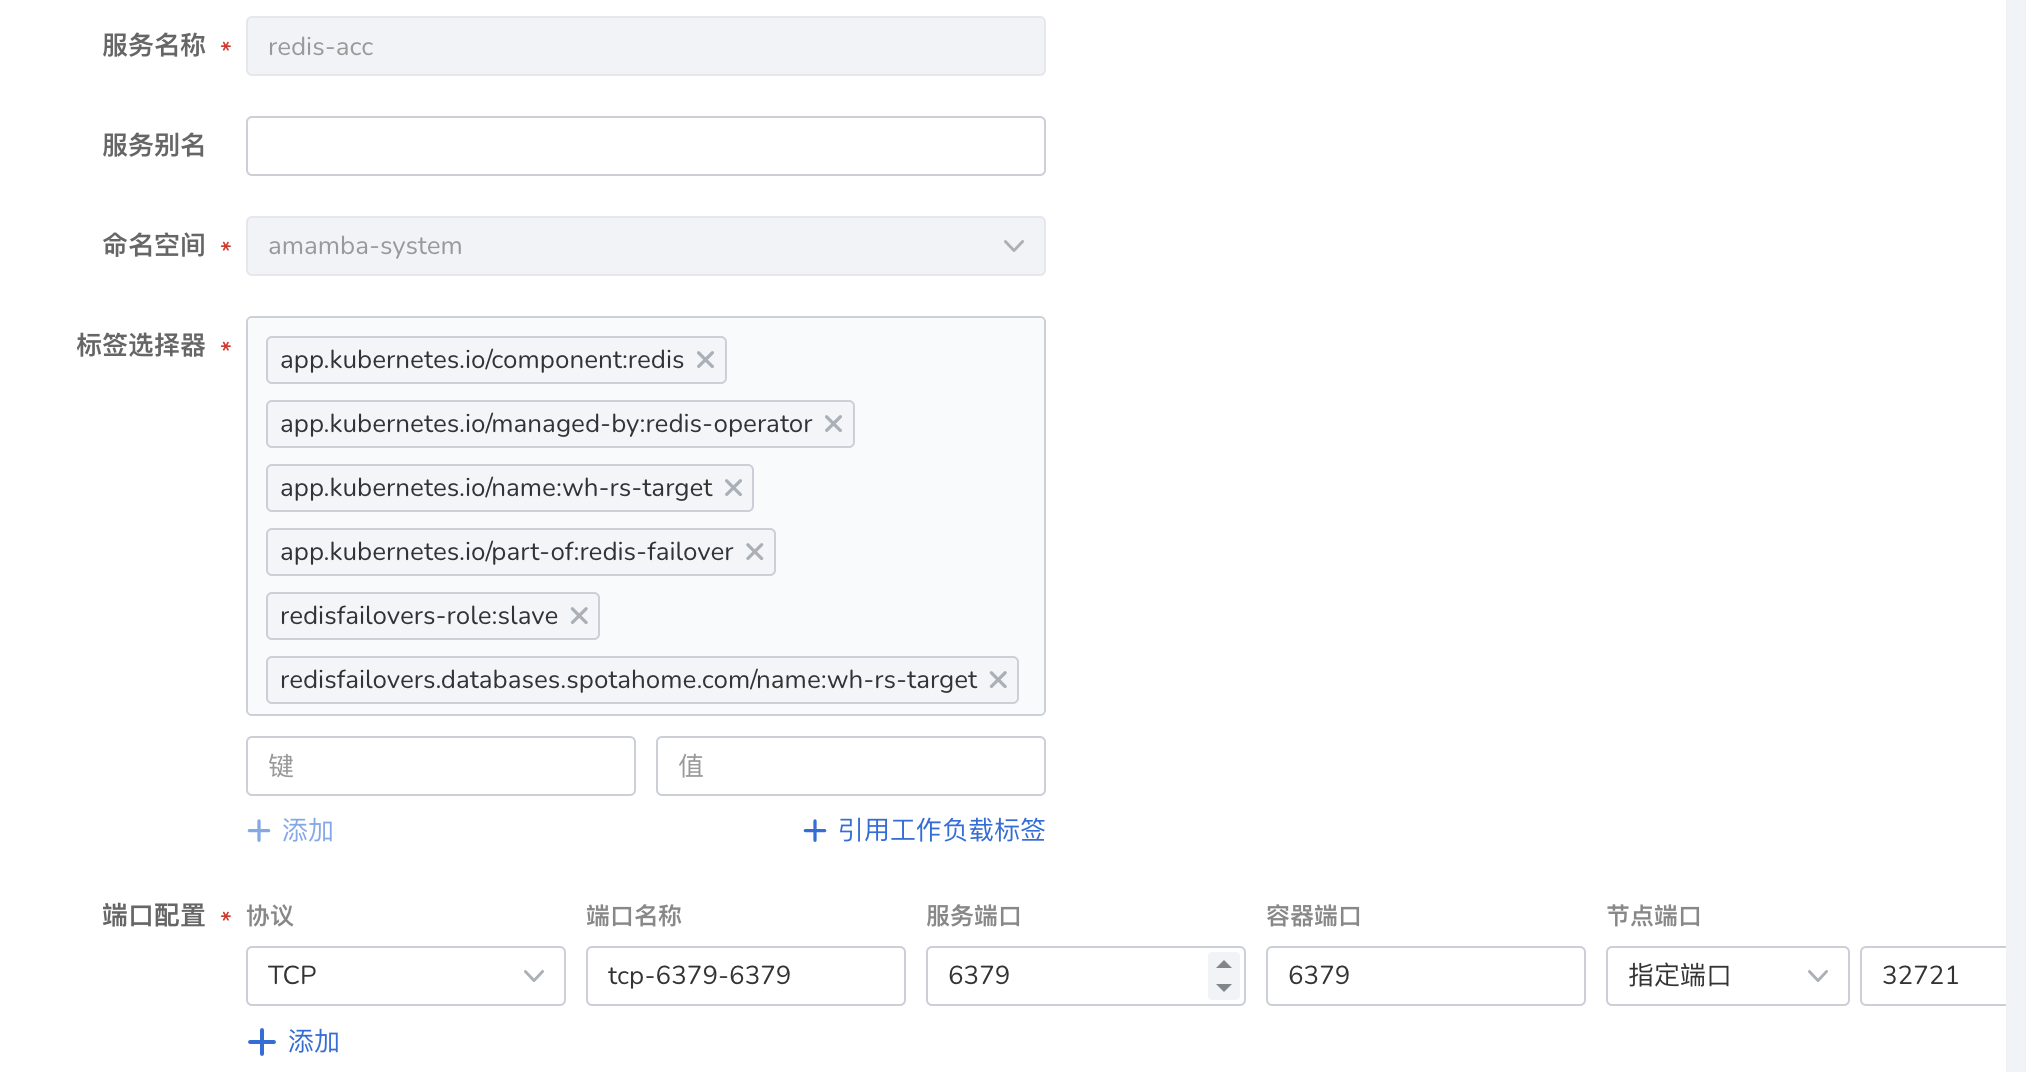 服务名称 * redis-acc
服务别名
命名空间 * amamba-system
标签选择器 * app.kubernetes.io/component:redis
app.kubernetes.io/managed-by:redis-operator
app.kubernetes.io/name:wh-rs-target
app.kubernetes.io/part-of:redis-failover
redisfailovers-role:slave
redisfailovers.databases.spotahome.com/name:wh-rs-target
键 值
+ 添加 + 引用工作负载标签
端口配置 * 协议 端口名称 服务端口 容器端口 节点端口
TCP tcp-6379-6379 6379 6379 指定端口 32721
+ 添加